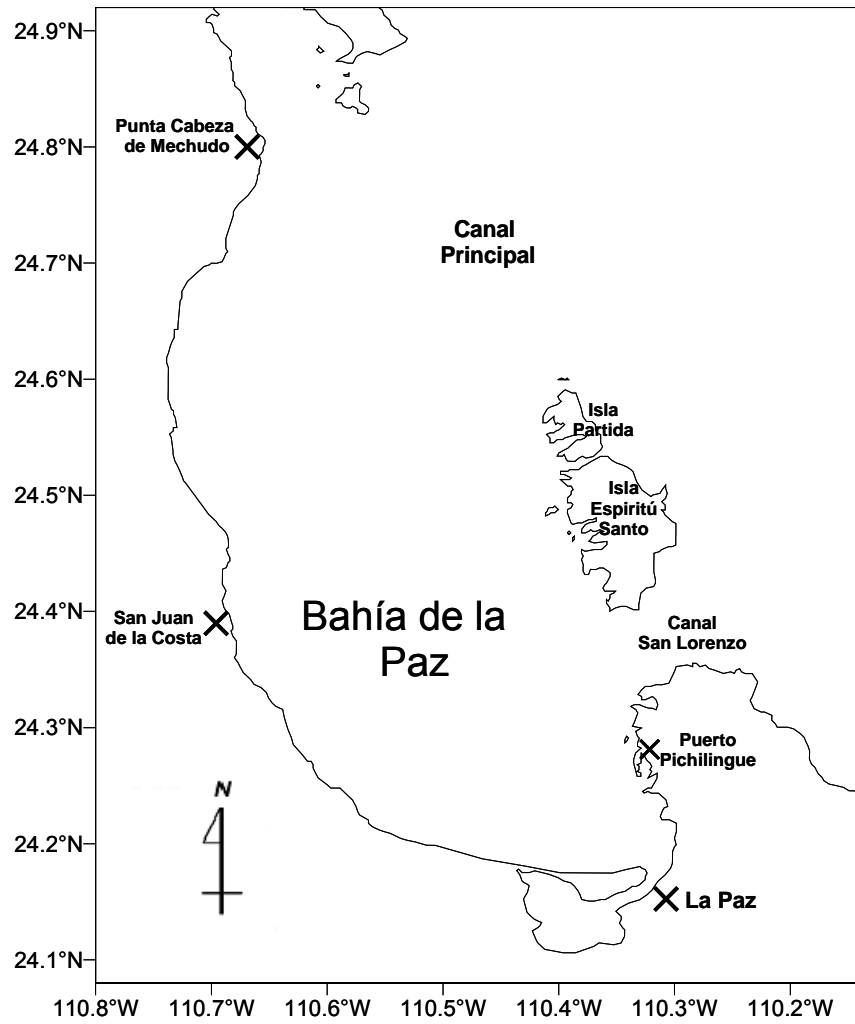 24.9°N
Punta Cabeza
de Mechudo
24.8°N
Canal
Principal
24.7°N
24.6°N
Isla
Partida
24.5°N
Isla
Espiritú
Santo
24.4°N
San Juan
de la Costa
Bahía de la
Paz
Canal
San Lorenzo
24.3°N
Puerto
Pichilingue
N
24.2°N
La Paz
24.1°N
110.8°W 110.7°W 110.6°W 110.5°W 110.4°W 110.3°W 110.2°W